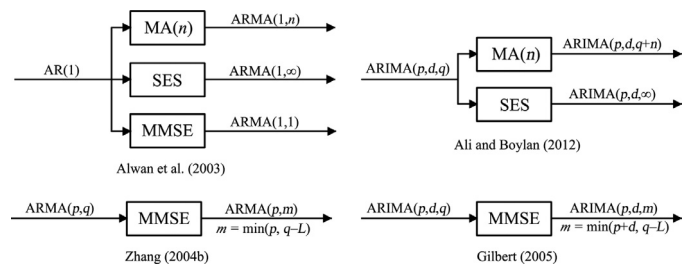 AR(1)
MA(n)
ARMA(1,n)
SES
ARMA(1,∞)
MMSE
ARMA(1,1)
Alwan et al. (2003)
ARIMA(p,d,q)
MA(n)
ARIMA(p,d,q+n)
SES
ARIMA(p,d,∞)
Ali and Boylan (2012)
ARMA(p,q)
MMSE
ARMA(p,m)
m = min(p, q–L)
Zhang (2004b)
ARIMA(p,d,q)
MMSE
ARIMA(p,d,m)
m = min(p+d, q–L)
Gilbert (2005)